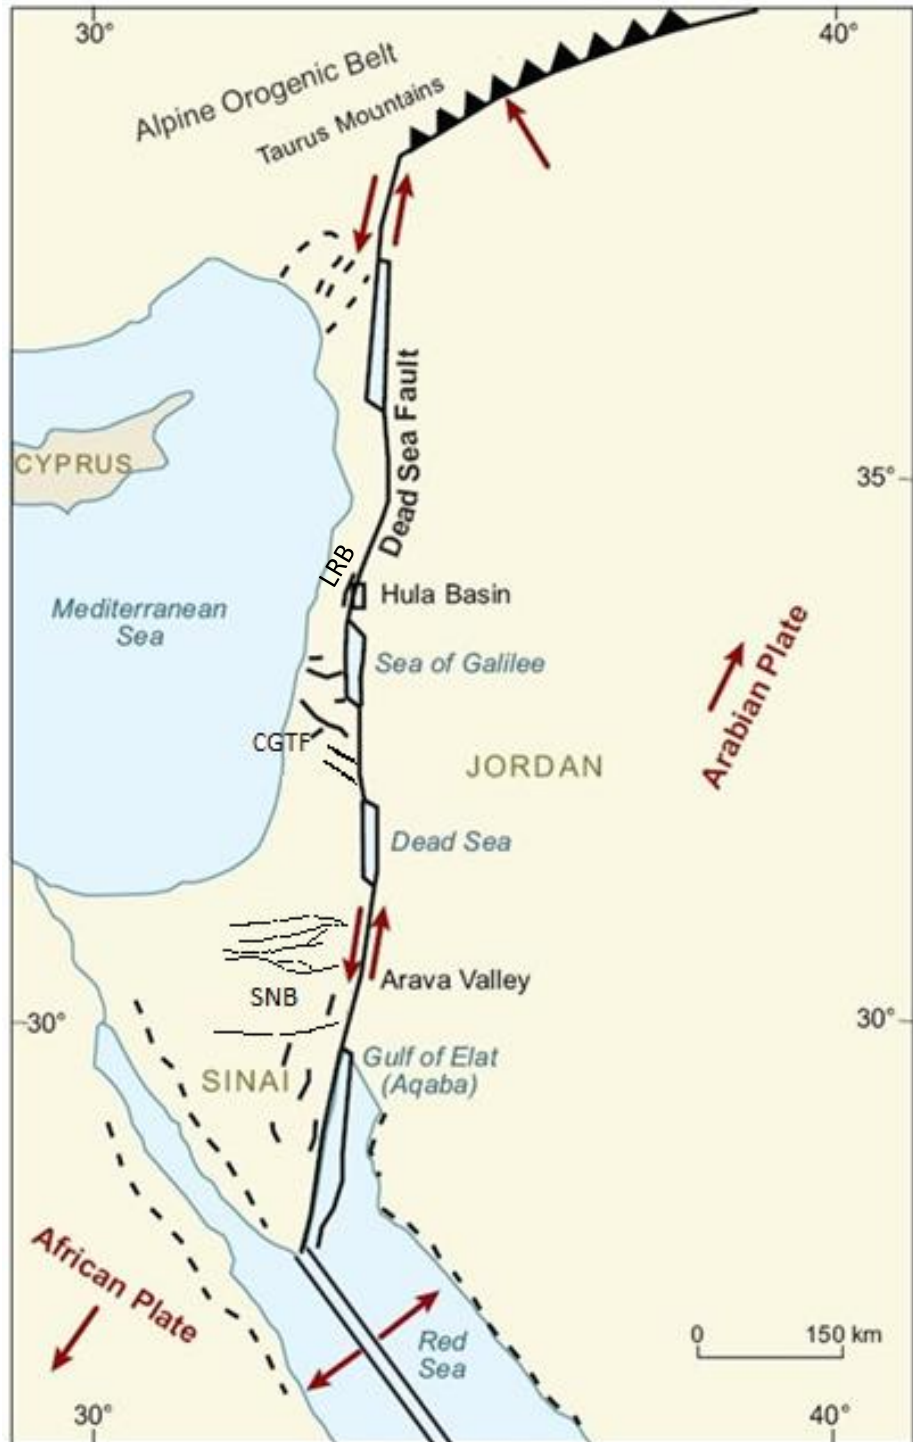 30°
40°
Alpine Orogenic Belt
Taurus Mountains
Dead Sea Fault
CYPRUS
35°
LRB
Hula Basin
Mediterranean
Sea
Sea of Galilee
Arabian Plate
CGTF
JORDAN
Dead Sea
Arava Valley
SNB
30°
30°
Gulf of Elat
(Aqaba)
SINAI
African Plate
Red
Sea
0 150 km
30°
40°